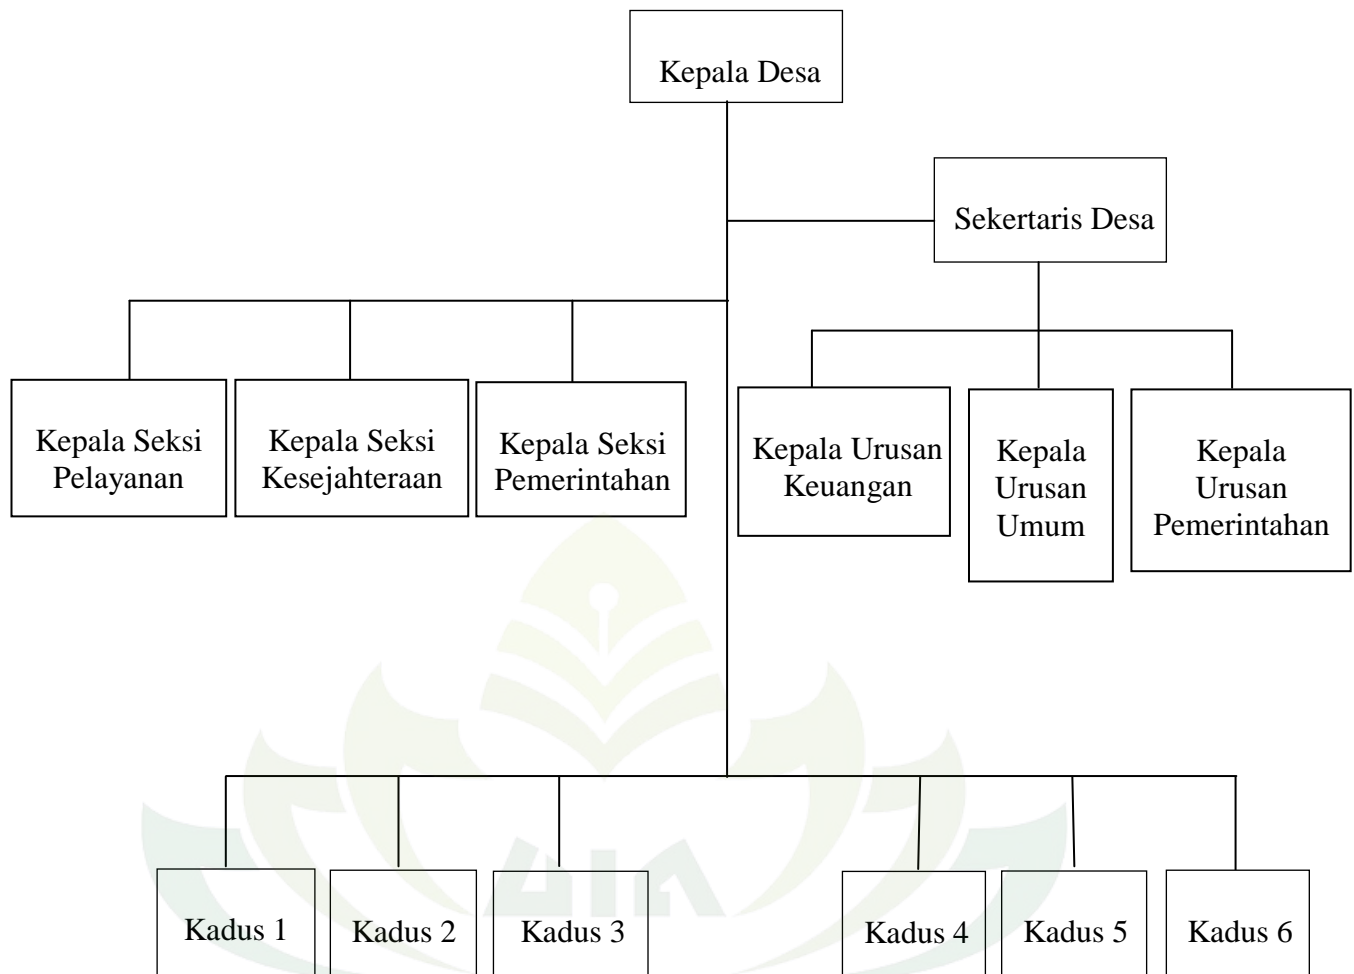 Kepala Desa
Sekertaris Desa
Kepala Seksi
Pelayanan
Kepala Seksi
Kesejahteraan
Kepala Seksi
Pemerintahan
Kepala Urusan
Keuangan
Kepala
Urusan
Umum
Kepala
Urusan
Pemerintahan
Kadus 1
Kadus 2
Kadus 3
Kadus 4
Kadus 5
Kadus 6
UIN